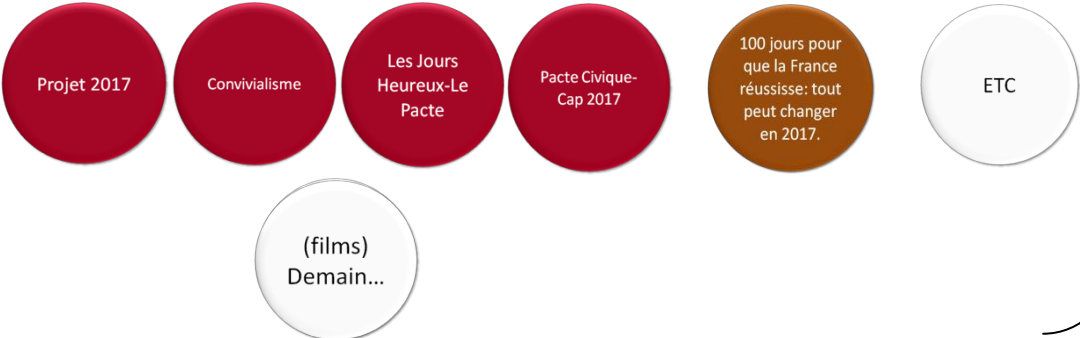 Projet 2017
Convivialisme
Les Jours
Heureux-Le
Pacte
Pacte Civique-
Cap 2017
100 jours pour
que la France
réussisse: tout
peut changer
en 2017.
ETC
(films)
Demain...